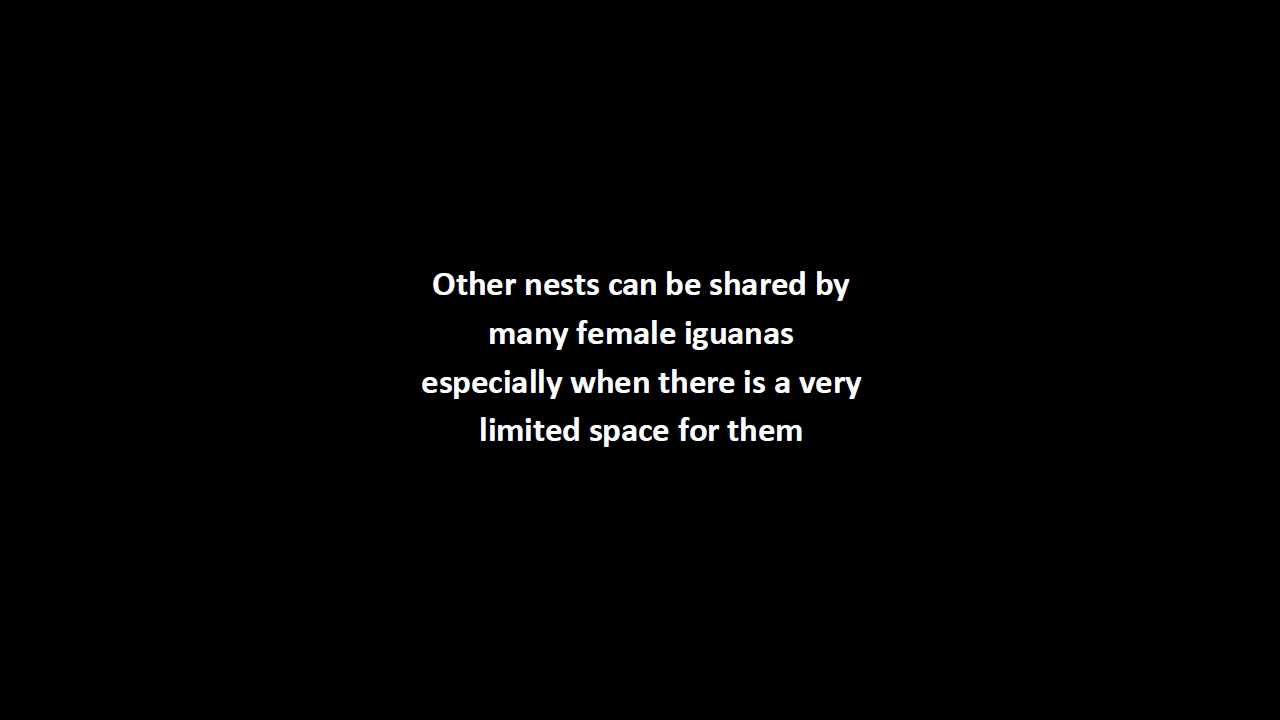 Other nests can be shared by
many female iguanas
especially when there is a very
limited space for them